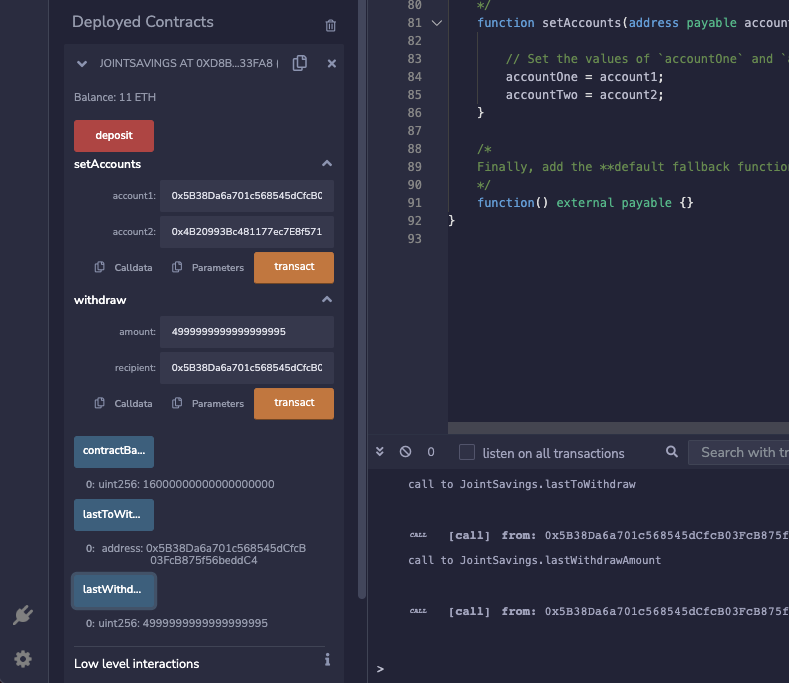 Deployed Contracts
JOINTSAVINGS AT 0XD8B...33FA8 (
Balance: 11 ETH
deposit
setAccounts
account1: 0x5B38Da6a701c568545dCfcB0
account2: 0x4B20993Bc481177ec7E8f571
Calldata Parameters transact
withdraw
amount: 4999999999999999995
recipient: 0x5B38Da6a701c568545dCfcB0
Calldata Parameters transact
contractBa...
0: uint256: 16000000000000000000
lastToWit...
0: address: 0x5B38Da6a701c568545dCfcB
03FcB875f56beddC4
lastWithd...
0: uint256: 4999999999999999995
Low level interactions
80 */
81 function setAccounts(address payable accoun
82
83 // Set the values of `accountOne` and `a
84 accountOne = account1;
85 accountTwo = account2;
86 }
87
88 /*
89 Finally, add the **default fallback function
90 */
91 function() external payable {}
92 }
93
0 listen on all transactions Search with tr
call to JointSavings.lastToWithdraw
CALL [call] from: 0x5B38Da6a701c568545dCfcB03FcB875f
call to JointSavings.lastWithdrawAmount
CALL [call] from: 0x5B38Da6a701c568545dCfcB03FcB875f
>